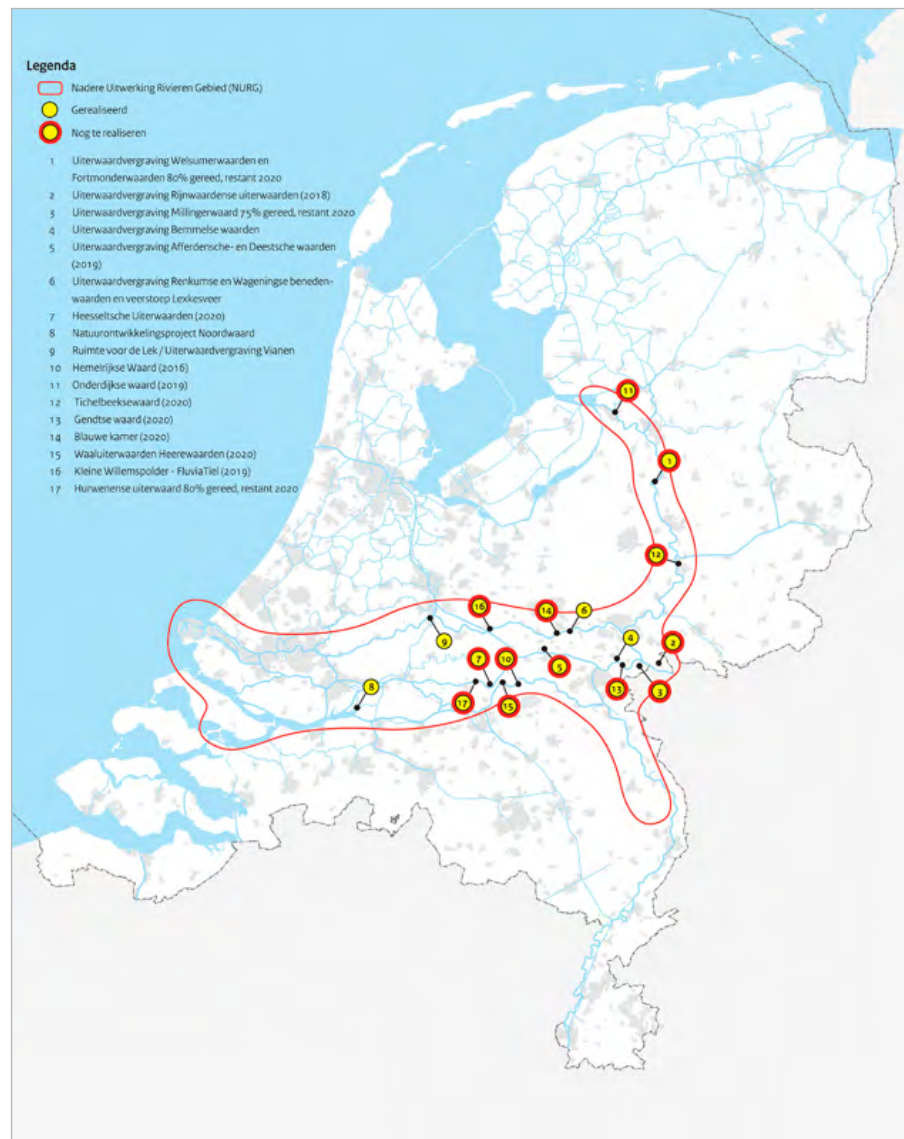 Legenda
Nadere Uitwerking Rivieren Gebied (NURG)
Gerealiseerd
Nog te realiseren
1 Uiterwaardvergraving Welsumerwaarden en
Fortmonderwaarden 80% gereed, restant 2020
2 Uiterwaardvergraving Rijnwaardense uiterwaarden (2018)
3 Uiterwaardvergraving Millingerwaard 75% gereed, restant 2020
4 Uiterwaardvergraving Bemmelse waarden
5 Uiterwaardvergraving Afferdensche- en Deestsche waarden
(2019)
6 Uiterwaardvergraving Renkumse en Wageningse beneden-
waarden en veerstoep Lexkesveer
7 Heesseltsche Uiterwaarden (2020)
8 Natuurontwikkelingsproject Noordwaard
9 Ruimte voor de Lek / Uiterwaardvergraving Vianen
10 Hemelrijkse Waard (2016)
11 Onderdijkse waard (2019)
12 Tichelbeeksewaard (2020)
13 Gendtse waard (2020)
14 Blauwe kamer (2020)
15 Waaluiterwaarden Heerewaarden (2020)
16 Kleine Willemspolder - FluviaTiel (2019)
17 Hurwenense uiterwaard 80% gereed, restant 2020
11
1
12
16
14
6
9
4
2
7
10
5
8
17
15
13
3